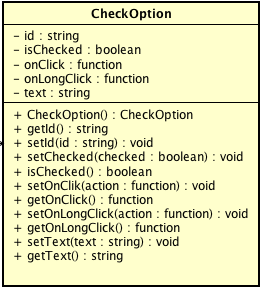 CheckOption
- id : string
- isChecked : boolean
- onClick : function
- onLongClick : function
- text : string
+ CheckOption() : CheckOption
+ getId() : string
+ setId(id : string) : void
+ setChecked(checked : boolean) : void
+ isChecked() : boolean
+ setOnClik(action : function) : void
+ getOnClick() : function
+ setOnLongClick(action : function) : void
+ getOnLongClick() : function
+ setText(text : string) : void
+ getText() : string